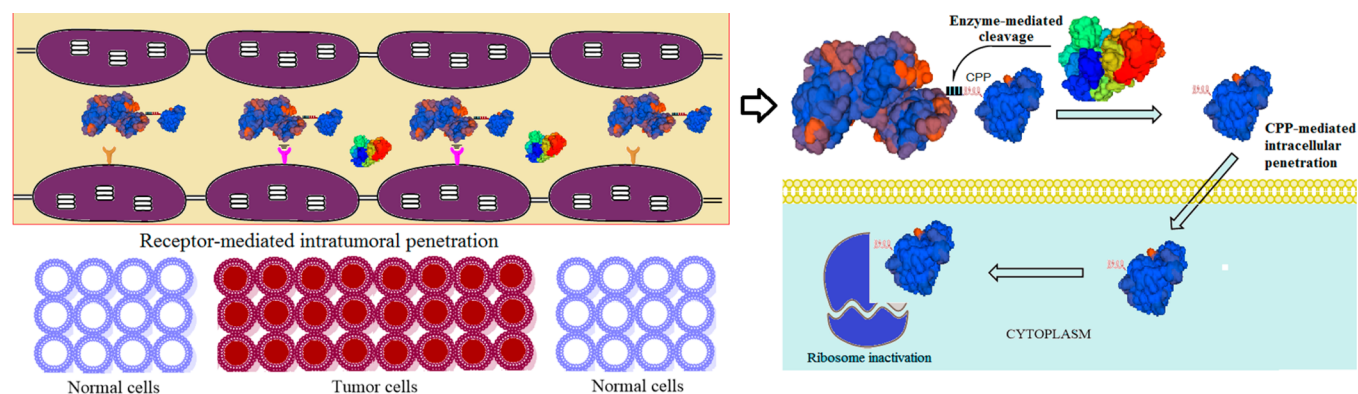 Receptor-mediated intratumoral penetration
Normal cells
Tumor cells
Normal cells
Enzyme-mediated
cleavage
CPP
CPP-mediated
intracellular
penetration
CYTOPLASM
Ribosome inactivation